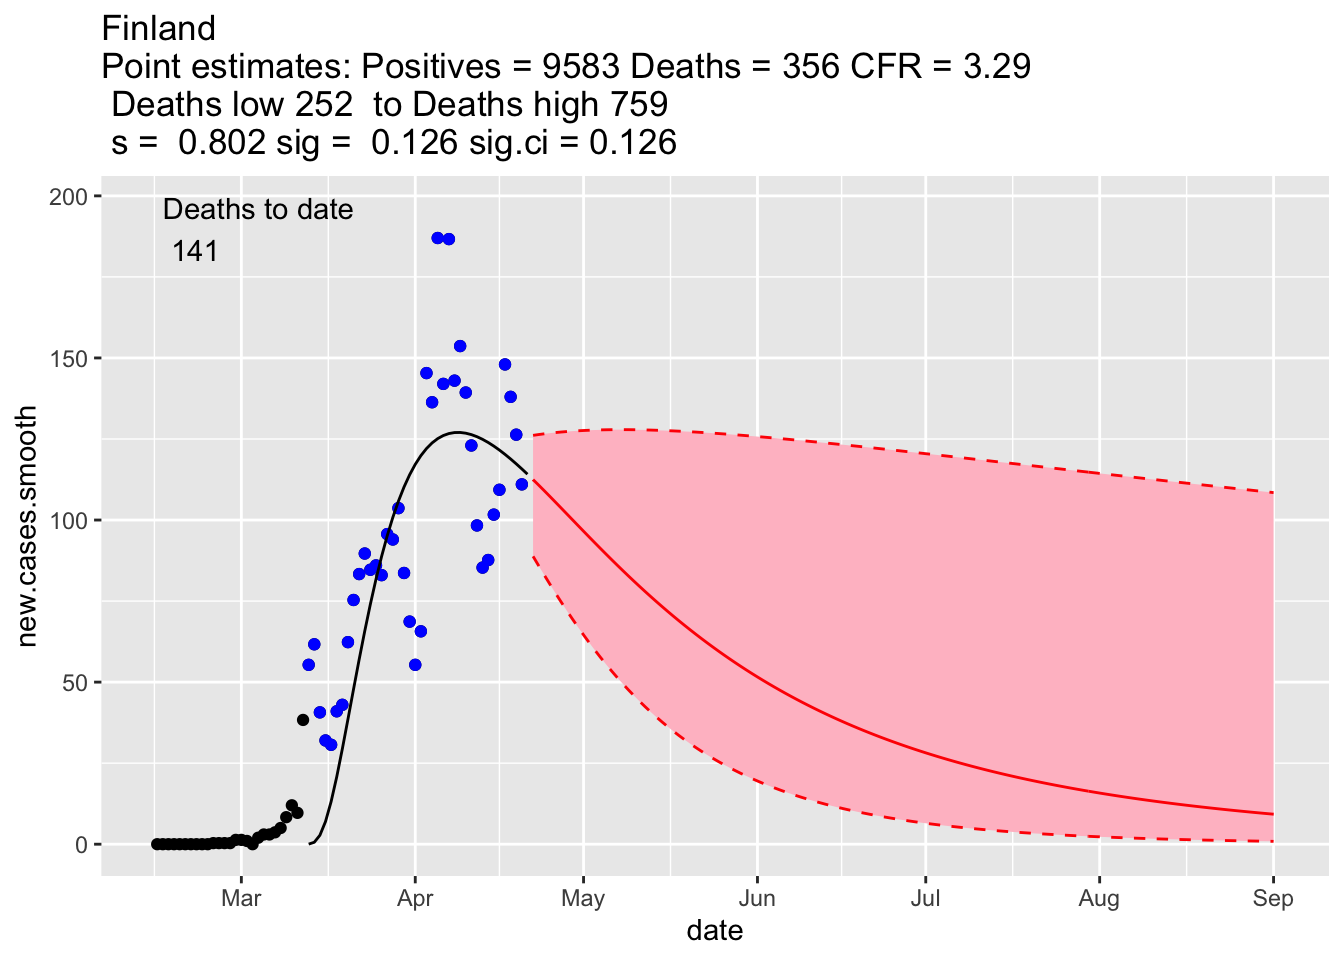 Finland
Point estimates: Positives = 9583 Deaths = 356 CFR = 3.29
Deaths low 252  to Deaths high 759
s =  0.802 sig =  0.126 sig.ci = 0.126
200
Deaths to date
141
150
100
50
0
new.cases.smooth
Mar Apr May Jun Jul Aug Sep
date